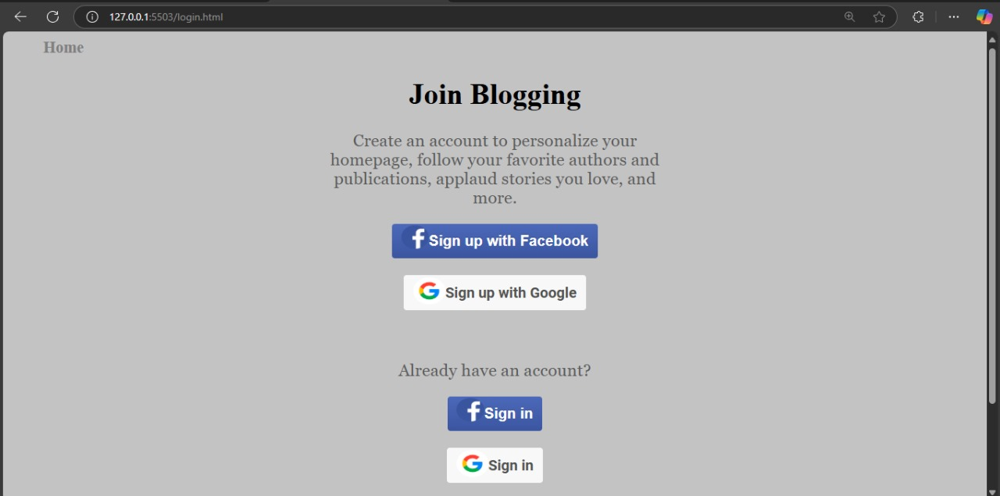 127.0.0.1:5503/login.html
Home
Join Blogging
Create an account to personalize your
homepage, follow your favorite authors and
publications, applaud stories you love, and
more.
Sign up with Facebook
Sign up with Google
Already have an account?
Sign in
Sign in